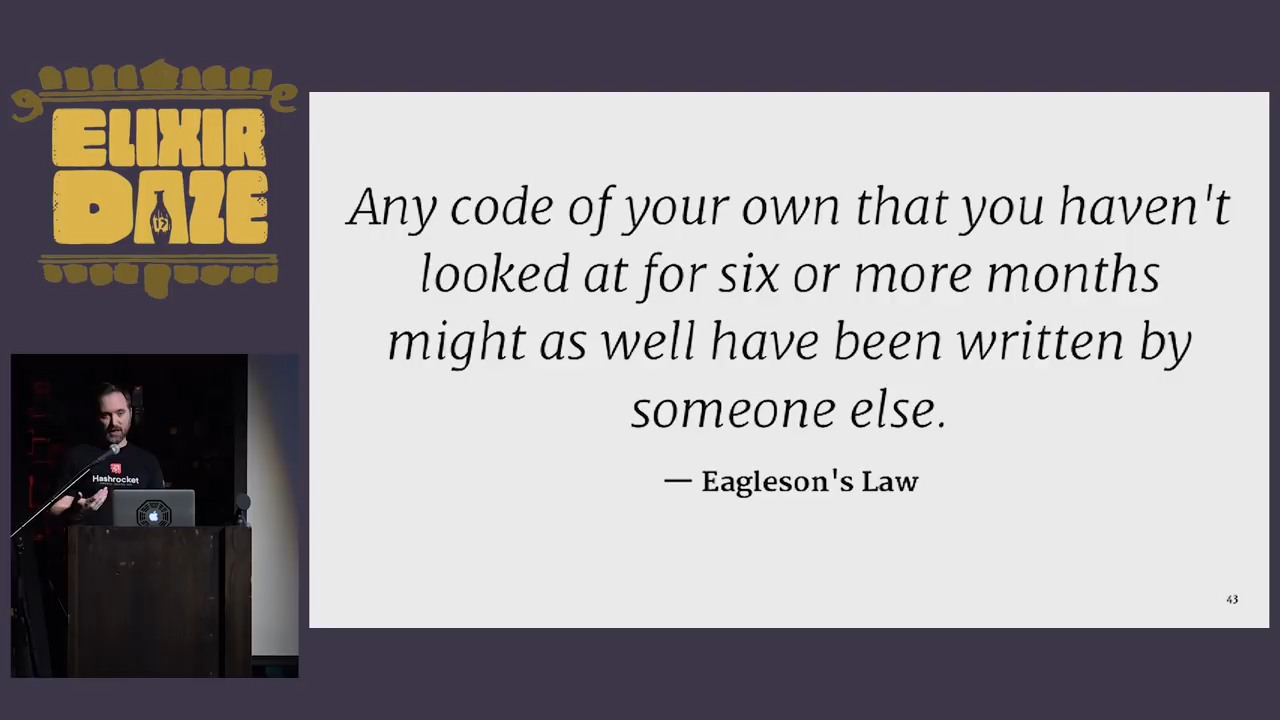 ELIXIR
DAZE
Any code of your own that you haven't
looked at for six or more months
might as well have been written by
someone else.
— Eagleson's Law
43
Hashrocket